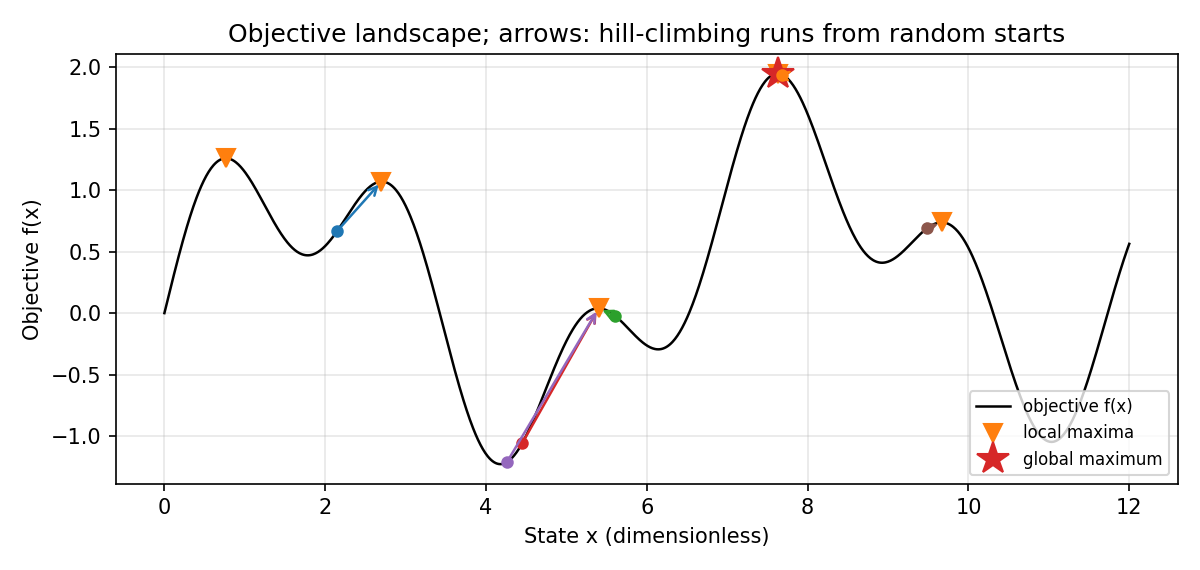 Objective landscape; arrows: hill-climbing runs from random starts
Objective f(x)
2.0
1.5
1.0
0.5
0.0
−0.5
−1.0
0 2 4 6 8 10 12
State x (dimensionless)
objective f(x)
local maxima
global maximum